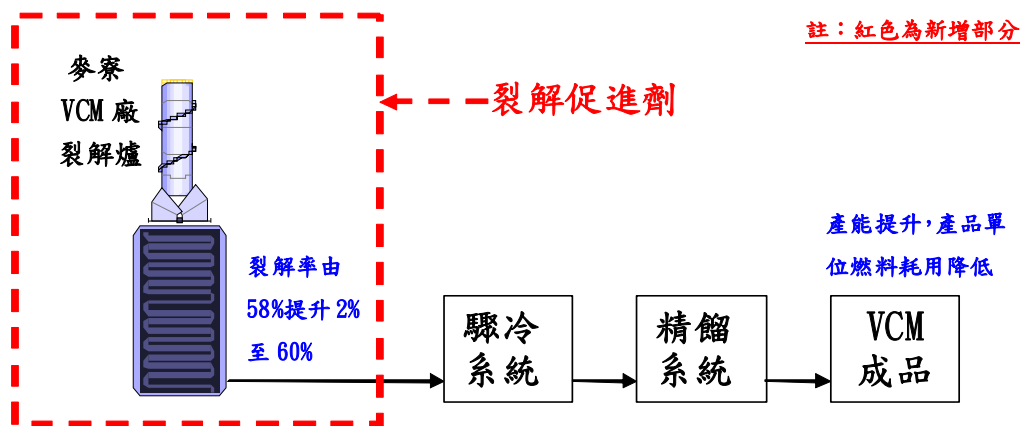 註：紅色為新增部分
麥寮
VCM 廠
裂解爐
裂解促進劑
裂解率由
58%提升 2%
至 60%
產能提升，產品單
位燃料耗用降低
驟冷
系統
精餾
系統
VCM
成品